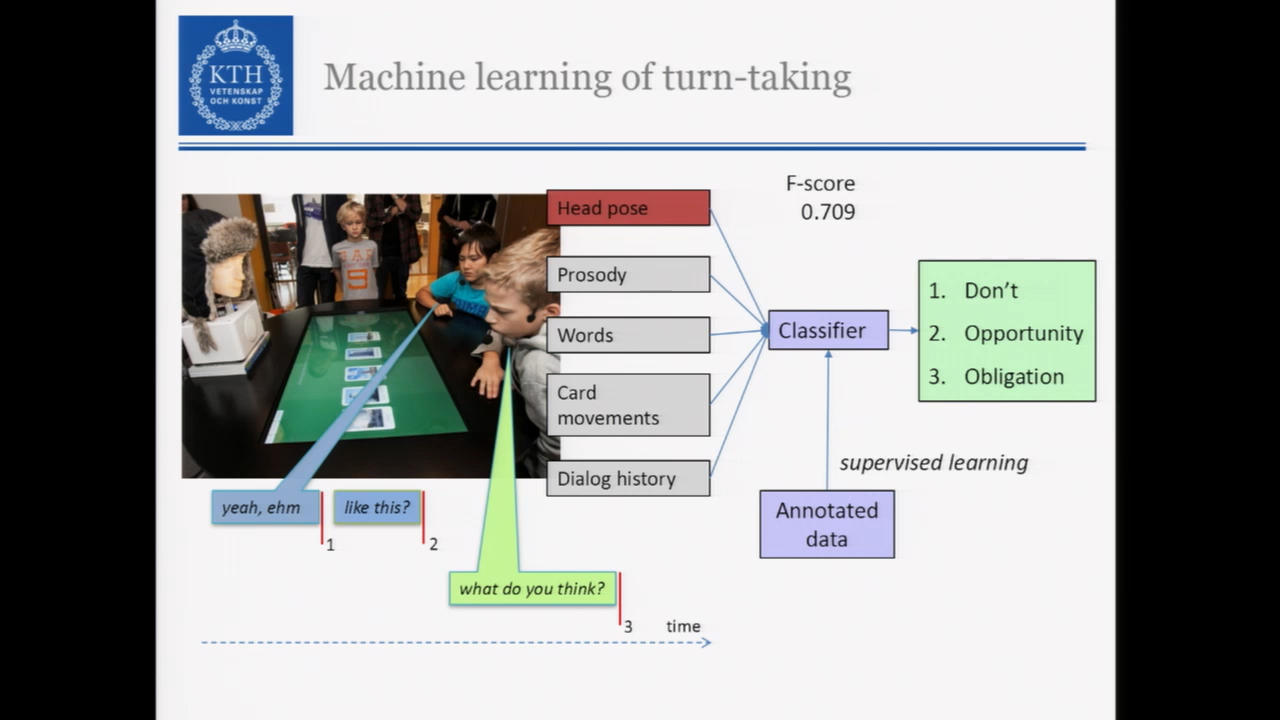 KTH
VETENSKAP
OCH KONST
Machine learning of turn-taking
Head pose
Prosody
Words
Card
movements
Dialog history
F-score
0.709
Classifier
1. Don't
2. Opportunity
3. Obligation
supervised learning
Annotated
data
yeah, ehm
1
like this?
2
what do you think?
3
time
9